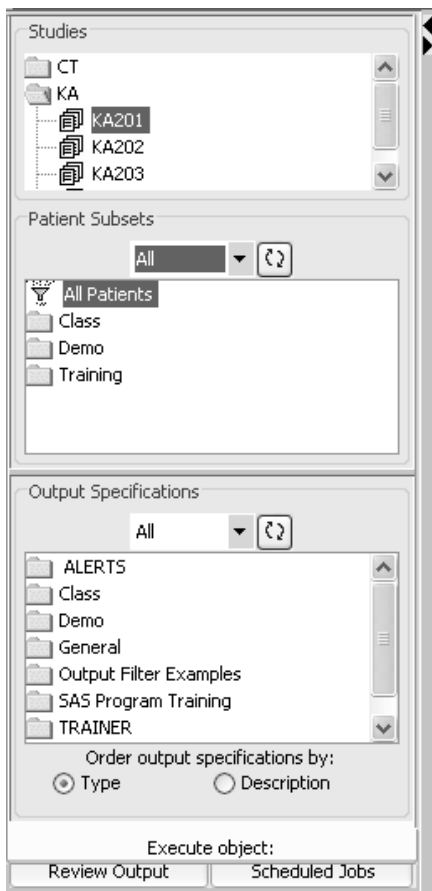 Studies
CT
KA
KA201
KA202
KA203
Patient Subsets
All
All Patients
Class
Demo
Training
Output Specifications
All
ALERTS
Class
Demo
General
Output Filter Examples
SAS Program Training
TRAINER
Order output specifications by:
Type Description
Execute object:
Review Output Scheduled Jobs